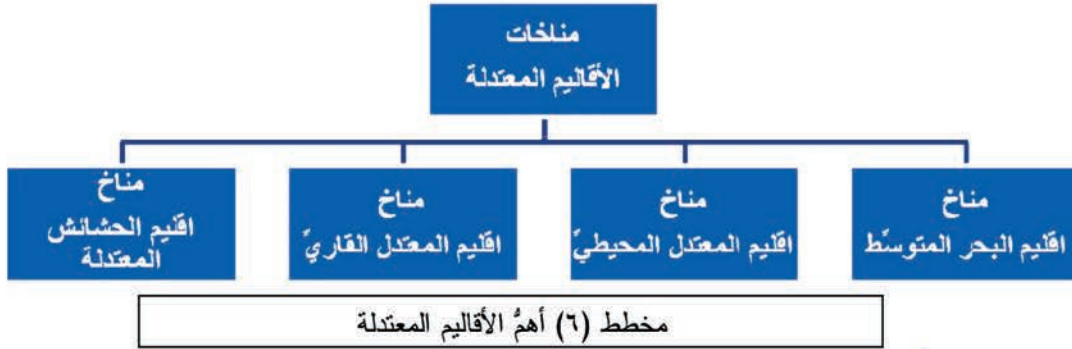 مناخات
الأقاليم المعتدلة
مناخ
اقليم البحر المتوسّط
مناخ
اقليم المعتدل المحيطيّ
مناخ
اقليم المعتدل القاريّ
مناخ
اقليم الحشائش
المعتدلة
مخطط (٦) أهمُّ الأقاليم المعتدلة